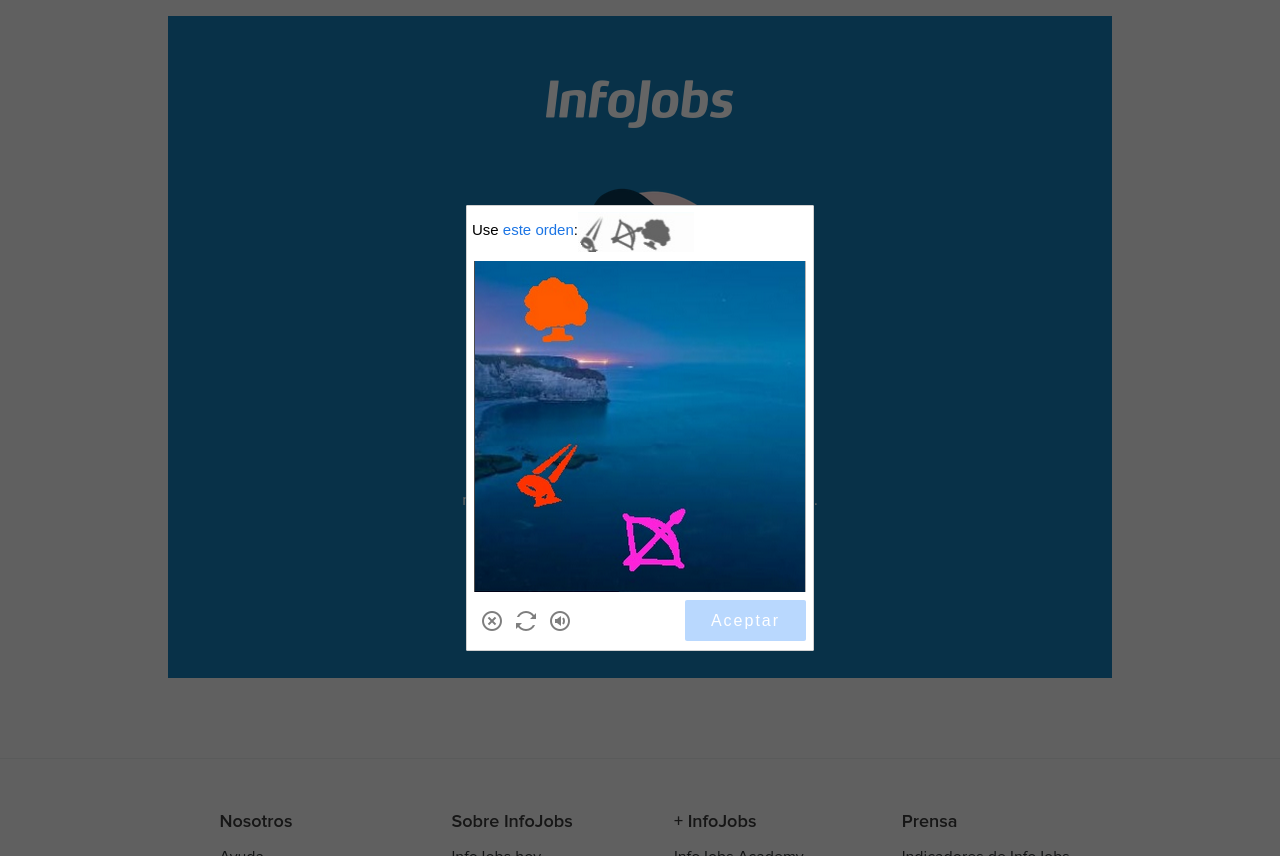 InfoJobs
Use este orden:
Aceptar
Nosotros
Sobre InfoJobs
+ InfoJobs
Prensa
Ayuda
InfoJobs hoy
InfoJobs Academy
Indicadores de InfoJobs